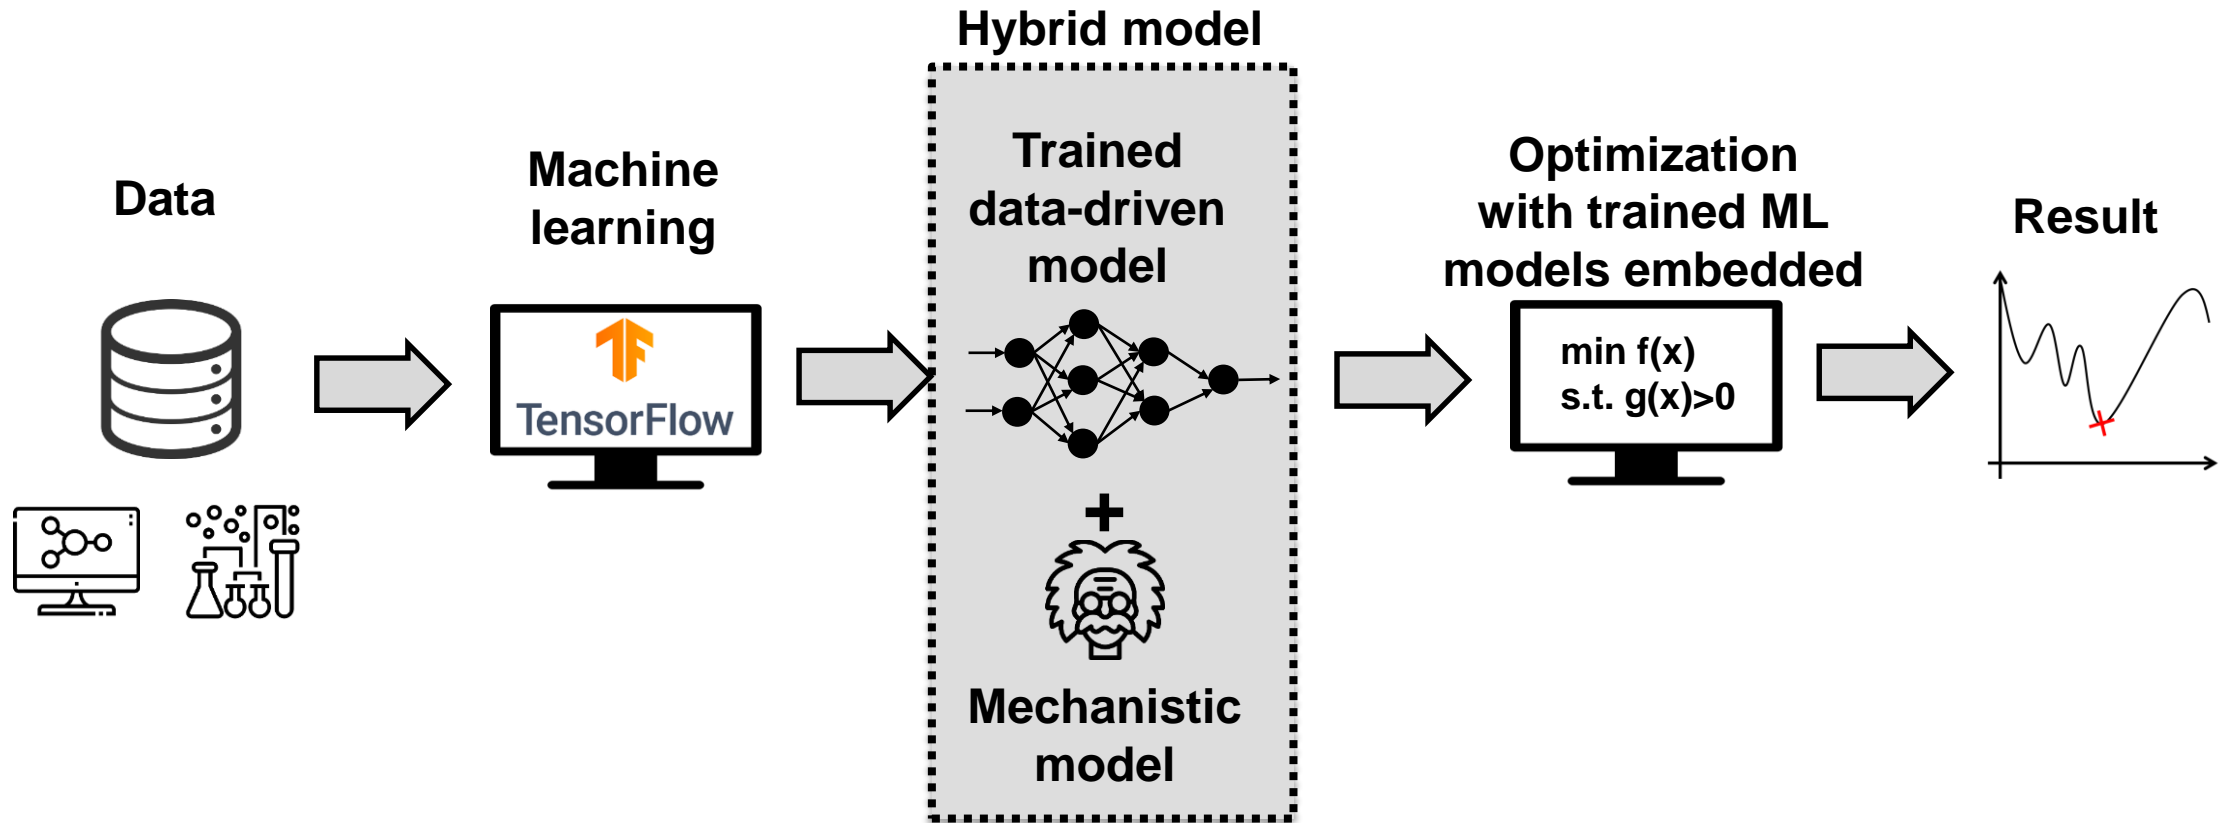 Hybrid model
Data
Machine
learning
TensorFlow
Trained
data-driven
model
+
Mechanistic
model
Optimization
with trained ML
models embedded
min f(x)
s.t. g(x)>0
Result